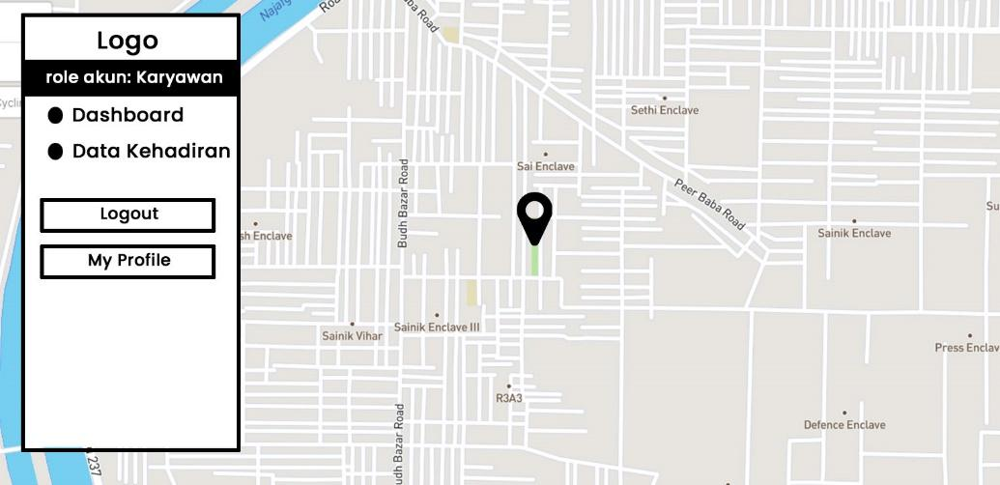 Logo
role akun: Karyawan
Dashboard
Data Kehadiran
Logout
My Profile
Sethi Enclave
Sai Enclave
Budh Bazar Road
Peer Baba Road
sh Enclave
Sainik Enclave
Su
Sainik Enclave III
Sainik Vihar
Press Enclave
R3A3
Defence Enclave
udh Bazar Road
237
Najafg
Roa
ba Road
Cyclin